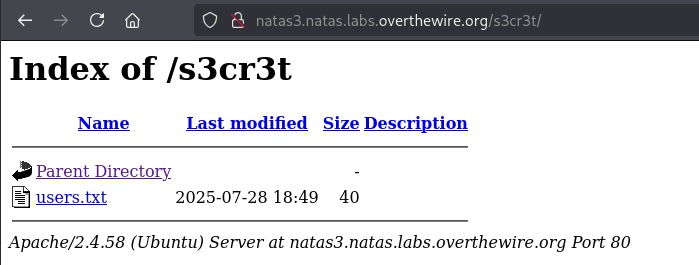 natas3.natas.labs.overthewire.org/s3cr3t/
Index of /s3cr3t
Name Last modified Size Description
Parent Directory -
users.txt 2025-07-28 18:49 40
Apache/2.4.58 (Ubuntu) Server at natas3.natas.labs.overthewire.org Port 80